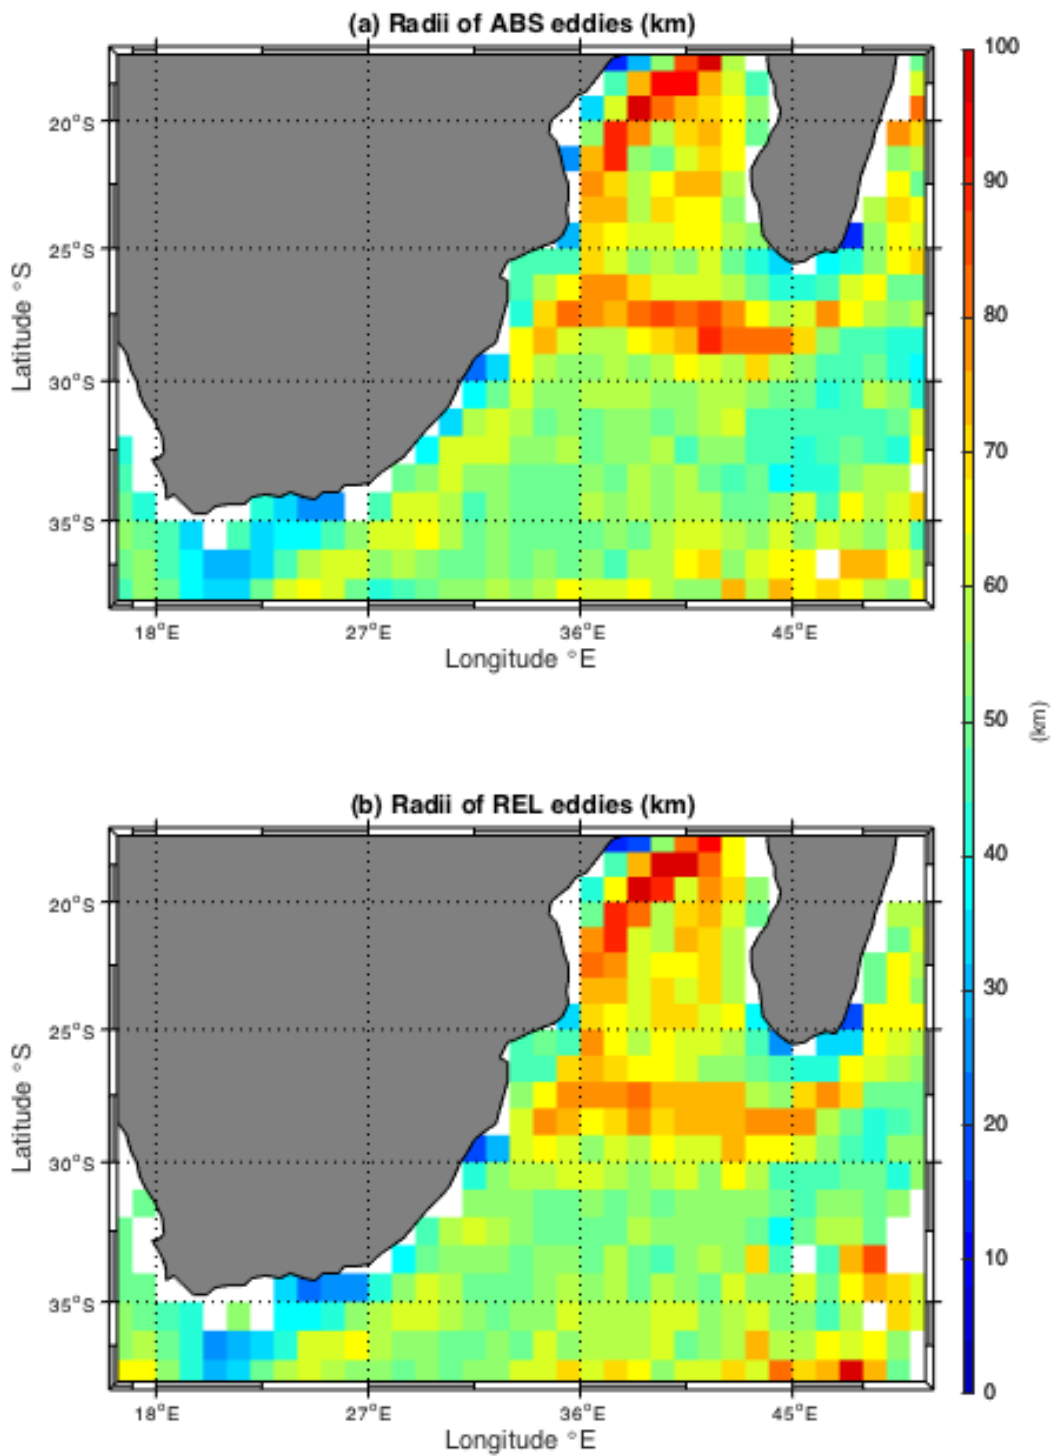 (a) Radii of ABS eddies (km)
100
20°S
90
25°S
80
30°S
70
35°S
60
18°E 27°E 36°E 45°E
Longitude °E
Latitude °S
50
(km)
(b) Radii of REL eddies (km)
40
20°S
30
25°S
20
30°S
10
35°S
0
18°E 27°E 36°E 45°E
Longitude °E
Latitude °S